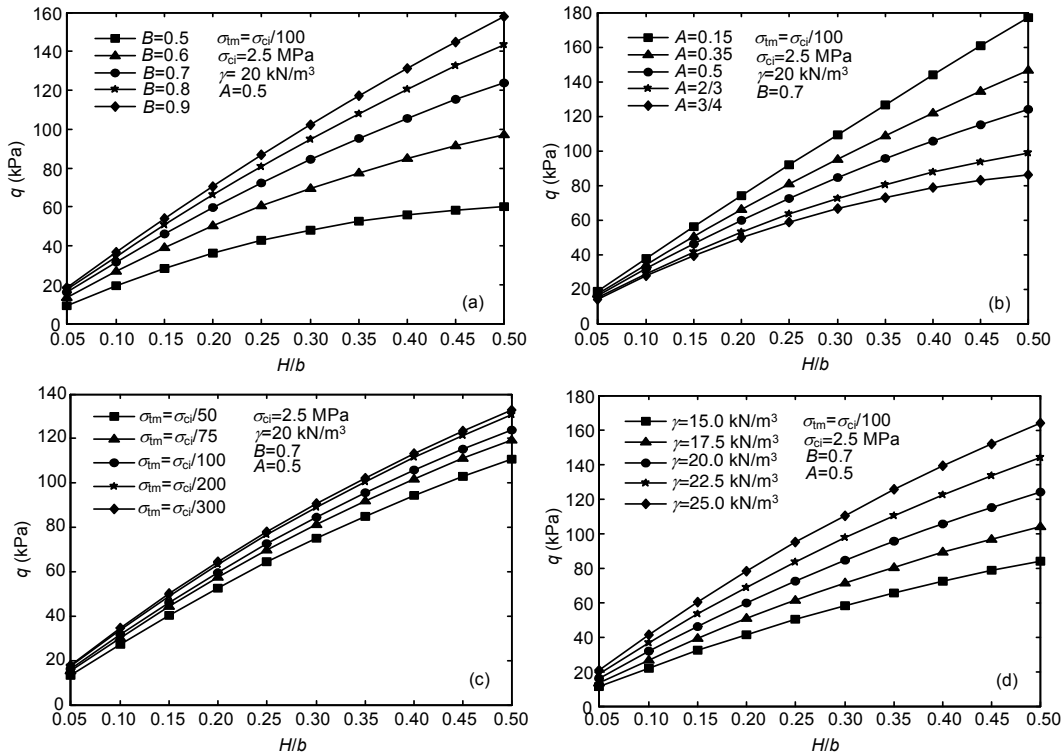 160
140
120
100
80
60
40
20
0
q (kPa)
B=0.5
B=0.6
B=0.7
B=0.8
B=0.9
σtm=σci/100
σci=2.5 MPa
γ= 20 kN/m³
A=0.5
(a)
0.05 0.10 0.15 0.20 0.25 0.30 0.35 0.40 0.45 0.50
H/b
180
160
140
120
100
80
60
40
20
0
q (kPa)
A=0.15
A=0.35
A=0.5
A=2/3
A=3/4
σtm=σci/100
σci=2.5 MPa
γ=20 kN/m³
B=0.7
(b)
0.05 0.10 0.15 0.20 0.25 0.30 0.35 0.40 0.45 0.50
H/b
140
120
100
80
60
40
20
0
q (kPa)
σtm=σci/50
σtm=σci/75
σtm=σci/100
σtm=σci/200
σtm=σci/300
σci=2.5 MPa
γ=20 kN/m³
B=0.7
A=0.5
(c)
0.05 0.10 0.15 0.20 0.25 0.30 0.35 0.40 0.45 0.50
H/b
180
160
140
120
100
80
60
40
20
0
q (kPa)
γ=15.0 kN/m³
γ=17.5 kN/m³
γ=20.0 kN/m³
γ=22.5 kN/m³
γ=25.0 kN/m³
σtm=σci/100
σci=2.5 MPa
B=0.7
A=0.5
(d)
0.05 0.10 0.15 0.20 0.25 0.30 0.35 0.40 0.45 0.50
H/b